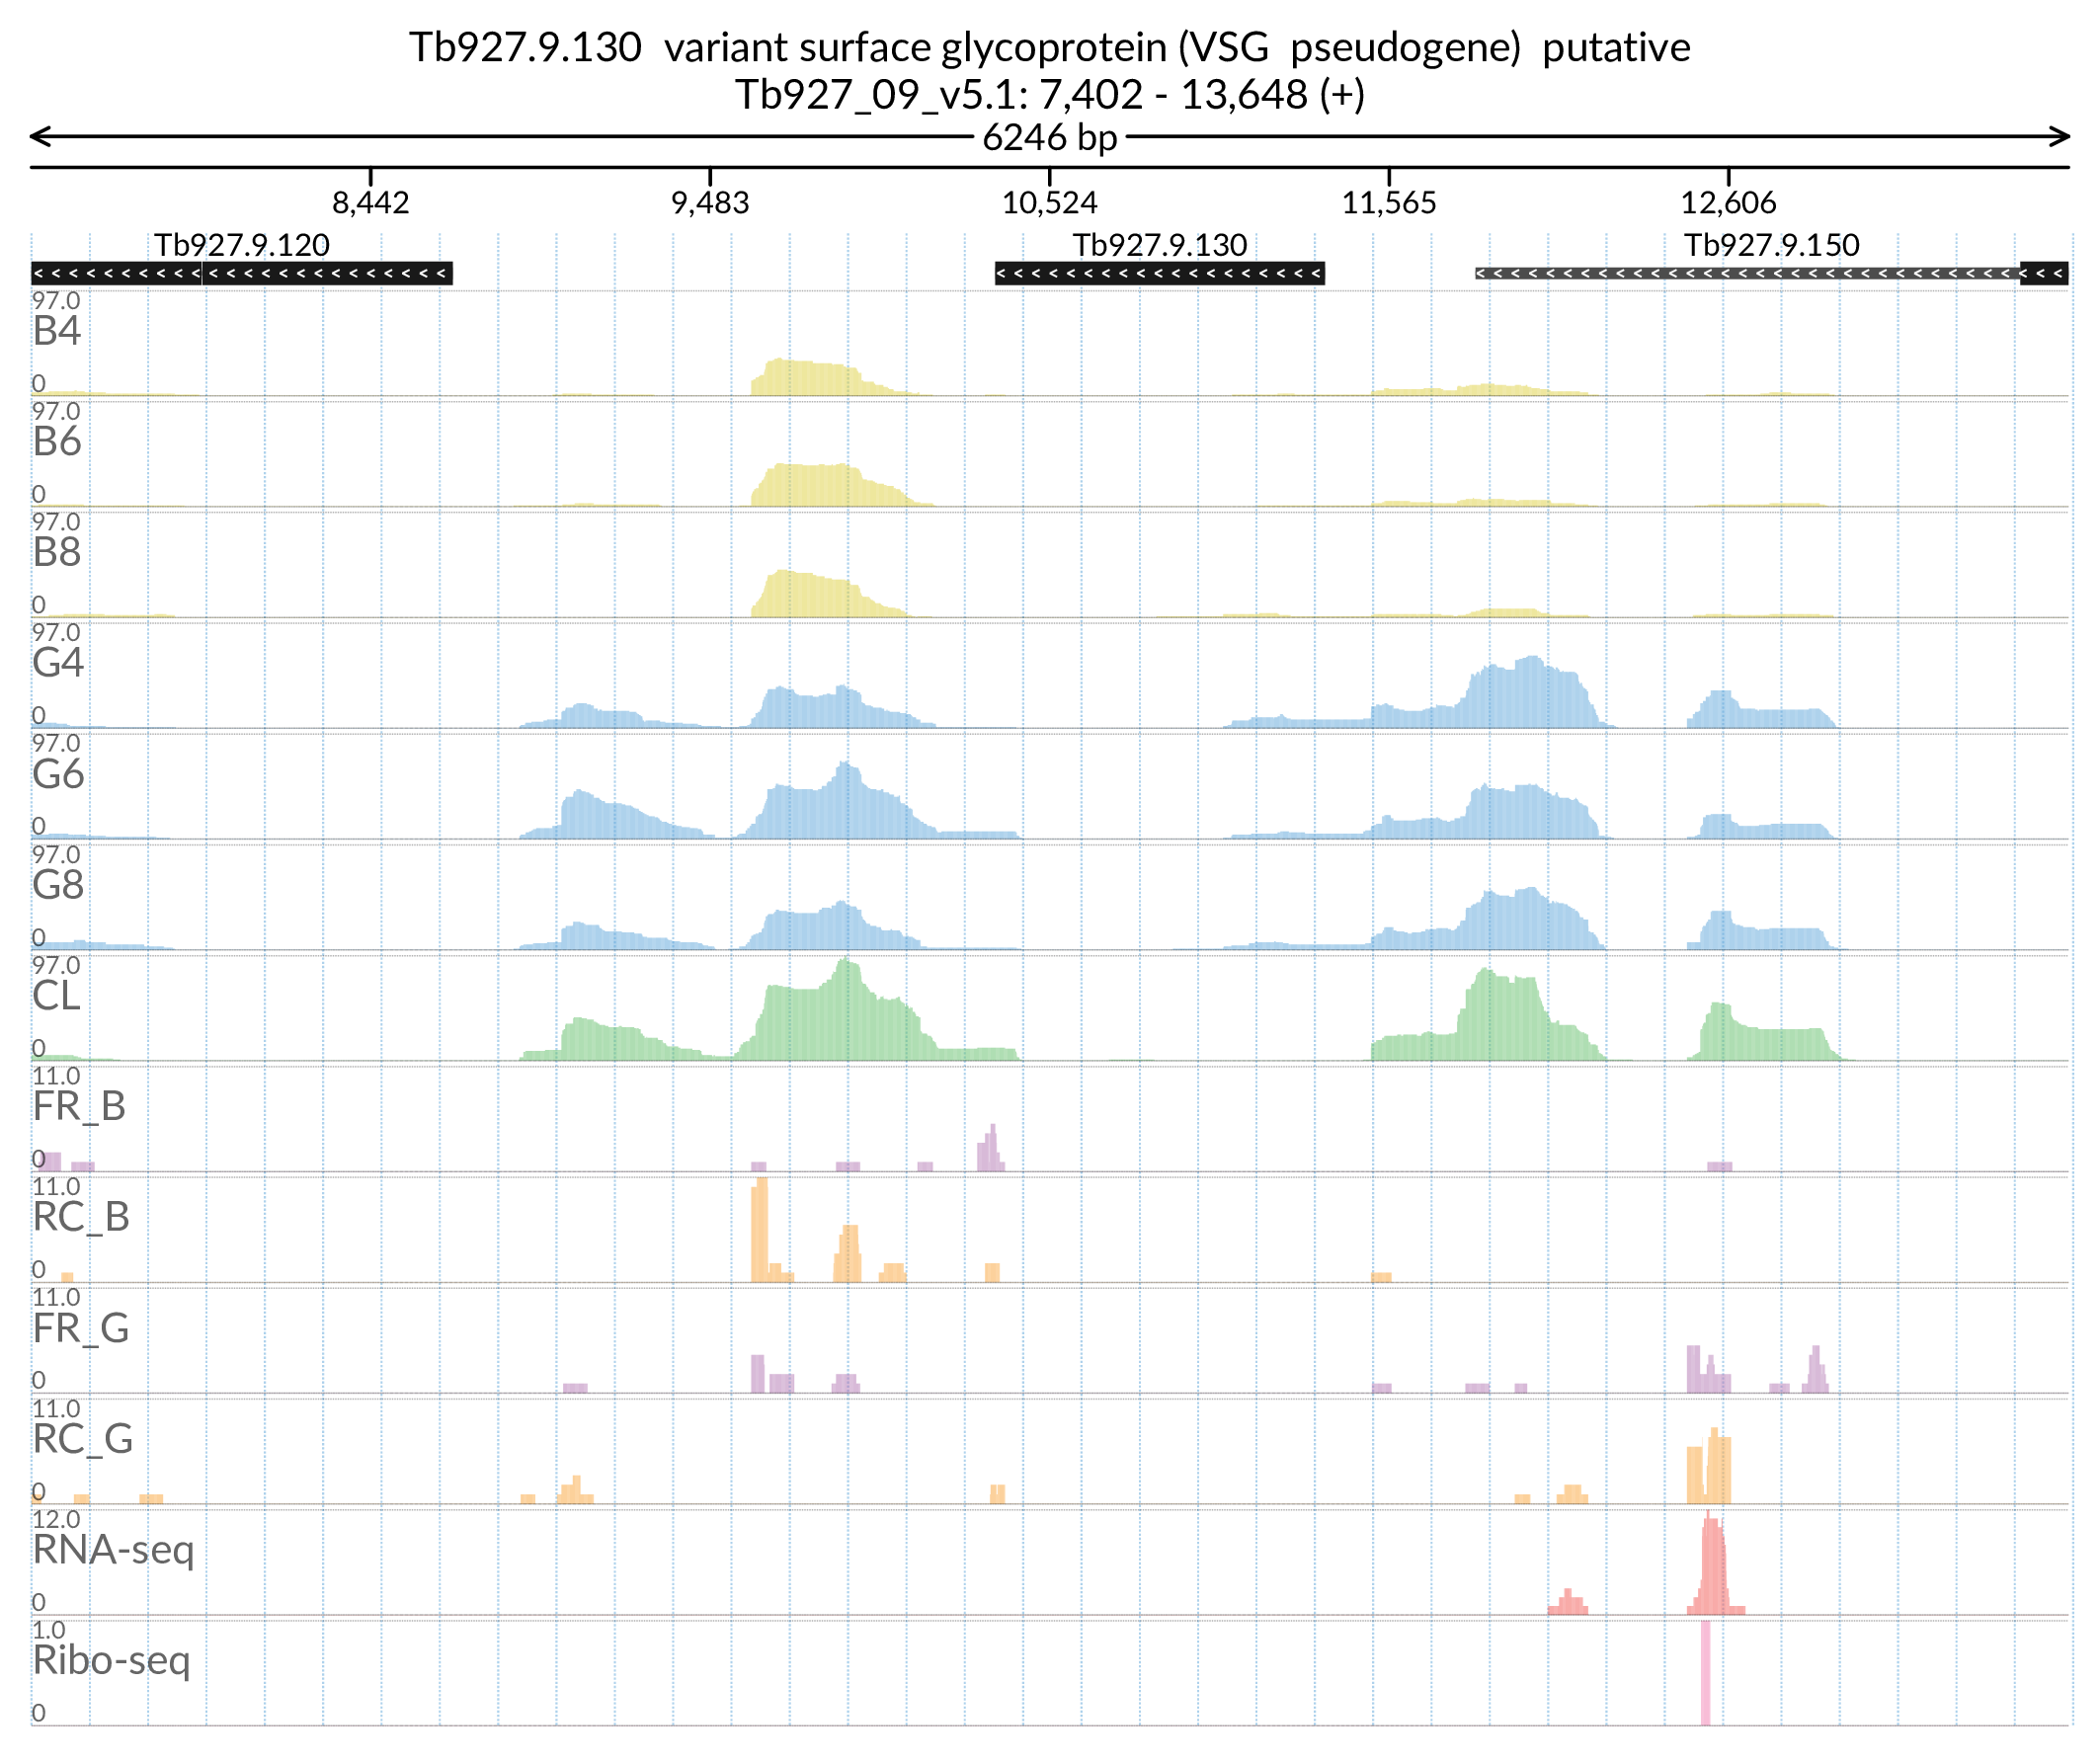 Tb927.9.130 variant surface glycoprotein (VSG pseudogene) putative
Tb927_09_v5.1: 7,402 - 13,648 (+)
6246 bp
8,442 9,483 10,524 11,565 12,606
Tb927.9.120 Tb927.9.130 Tb927.9.150
97.0
B4
0
97.0
B6
0
97.0
B8
0
97.0
G4
0
97.0
G6
0
97.0
G8
0
97.0
CL
0
11.0
FR_B
0
11.0
RC_B
0
11.0
FR_G
0
11.0
RC_G
0
12.0
RNA-seq
0
1.0
Ribo-seq
0